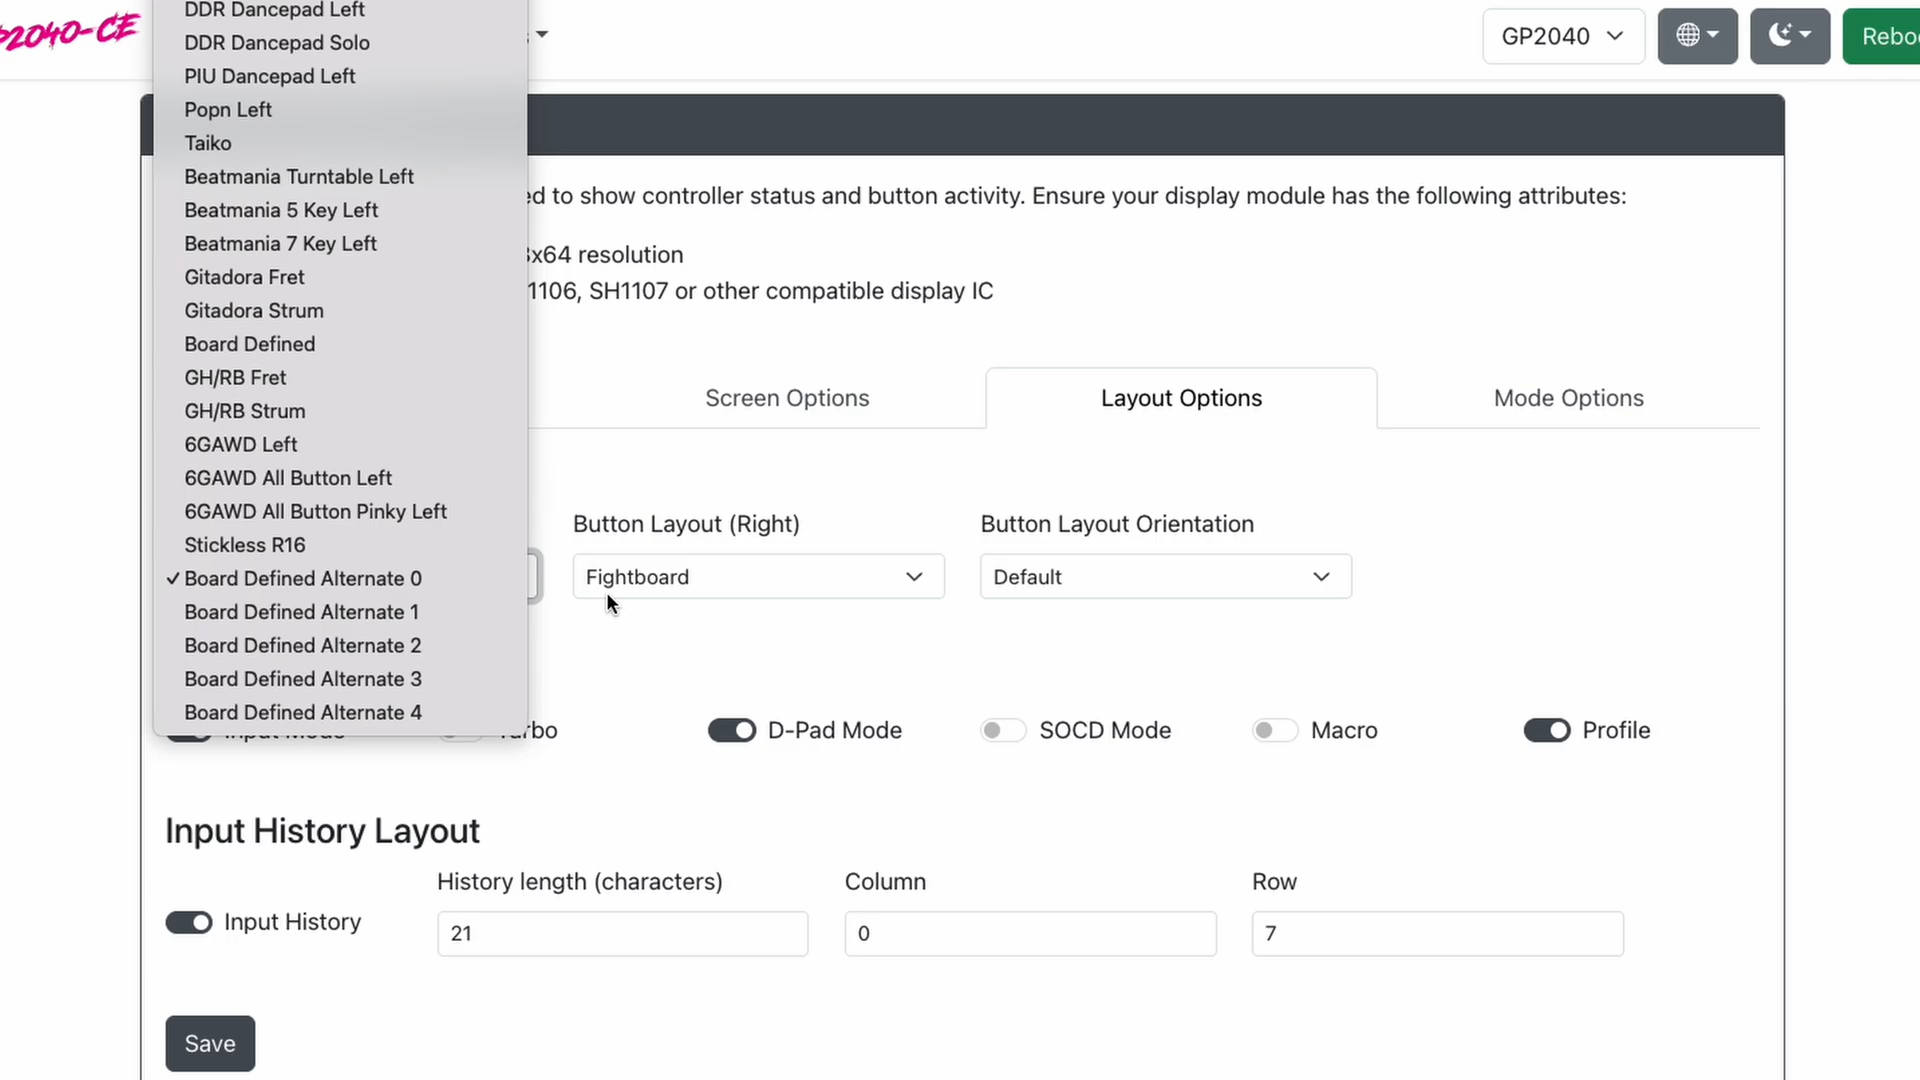 P2040-CE
GP2040
Reboo
DDR Dancepad Left
DDR Dancepad Solo
PIU Dancepad Left
Popn Left
Taiko
Beatmania Turntable Left
Beatmania 5 Key Left
Beatmania 7 Key Left
Gitadora Fret
Gitadora Strum
Board Defined
GH/RB Fret
GH/RB Strum
6GAWD Left
6GAWD All Button Left
6GAWD All Button Pinky Left
Stickless R16
✓ Board Defined Alternate 0
Board Defined Alternate 1
Board Defined Alternate 2
Board Defined Alternate 3
Board Defined Alternate 4
ed to show controller status and button activity. Ensure your display module has the following attributes:
x64 resolution
1106, SH1107 or other compatible display IC
Screen Options
Layout Options
Mode Options
Button Layout (Right)
Button Layout Orientation
Fightboard
Default
Input Mode
Turbo
D-Pad Mode
SOCD Mode
Macro
Profile
Input History Layout
History length (characters)
Column
Row
Input History
21
0
7
Save